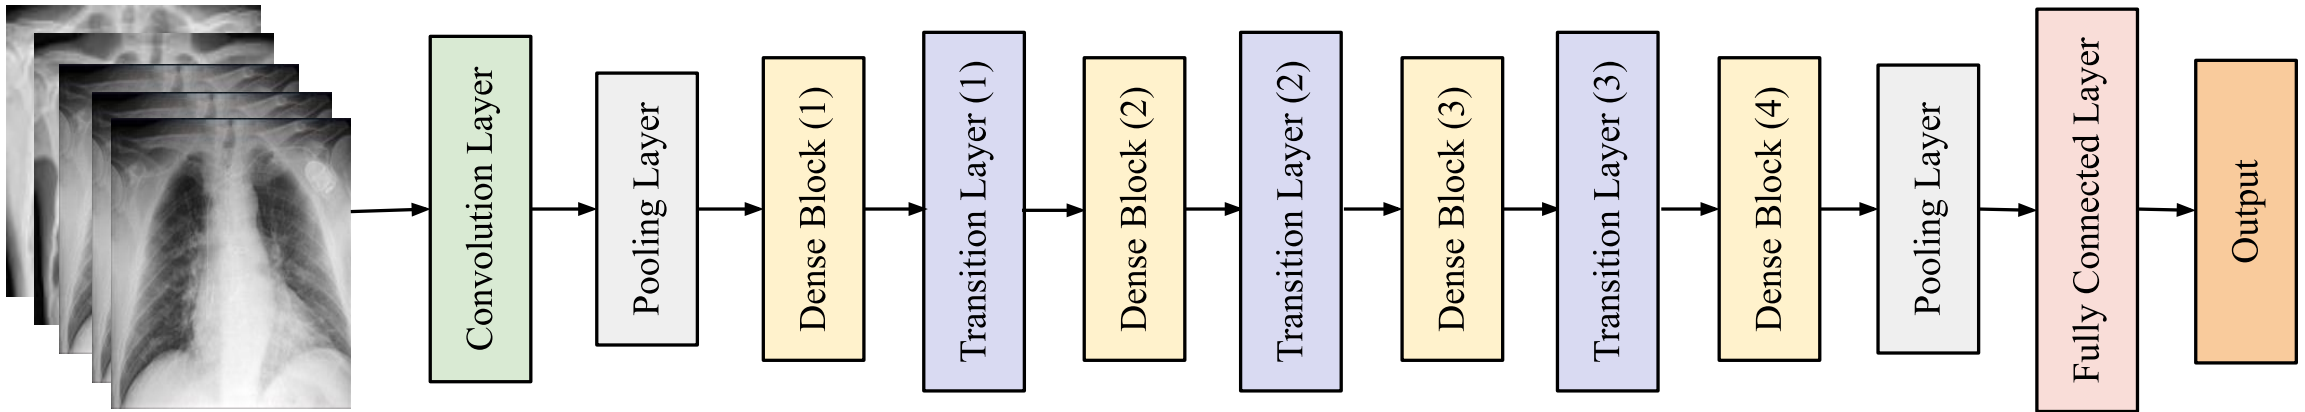 Convolution Layer
Pooling Layer
Dense Block (1)
Transition Layer (1)
Dense Block (2)
Transition Layer (2)
Dense Block (3)
Transition Layer (3)
Dense Block (4)
Pooling Layer
Fully Connected Layer
Output